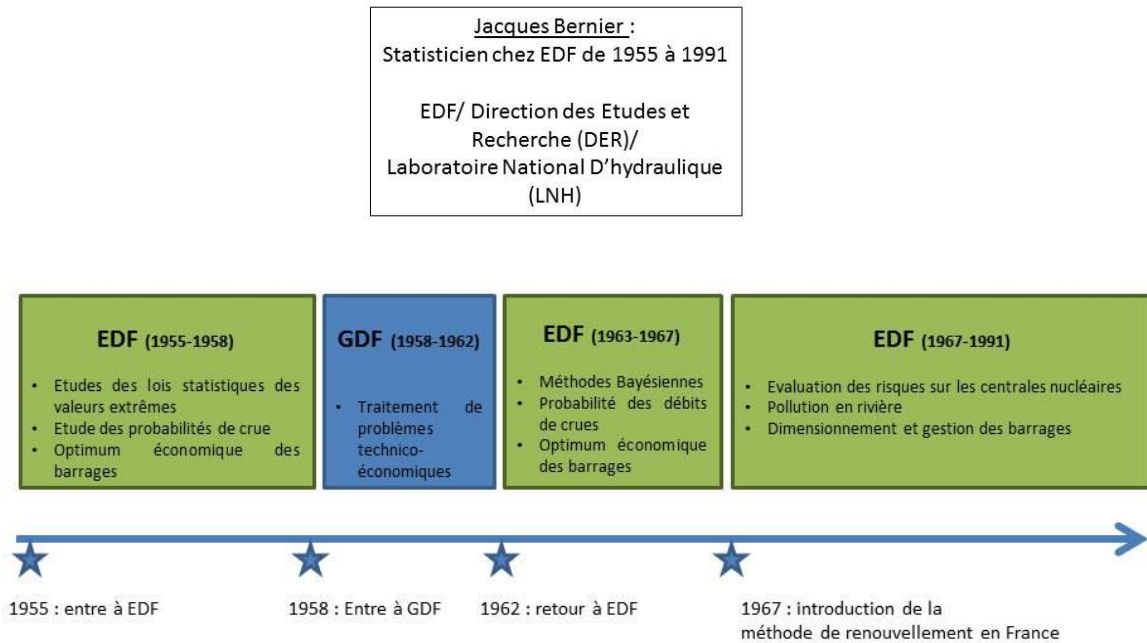 Jacques Bernier :
Statisticien chez EDF de 1955 à 1991
EDF/ Direction des Etudes et
Recherche (DER)/
Laboratoire National D’hydraulique
(LNH)
EDF (1955-1958)
• Etudes des lois statistiques des
valeurs extrêmes
• Etude des probabilités de crue
• Optimum économique des
barrages
GDF (1958-1962)
• Traitement de
problèmes
technico-
économiques
EDF (1963-1967)
• Méthodes Bayésiennes
• Probabilité des débits
de crues
• Optimum économique
des barrages
EDF (1967-1991)
• Evaluation des risques sur les centrales nucléaires
• Pollution en rivière
• Dimensionnement et gestion des barrages
1955 : entre à EDF
1958 : Entre à GDF
1962 : retour à EDF
1967 : introduction de la
méthode de renouvellement en France